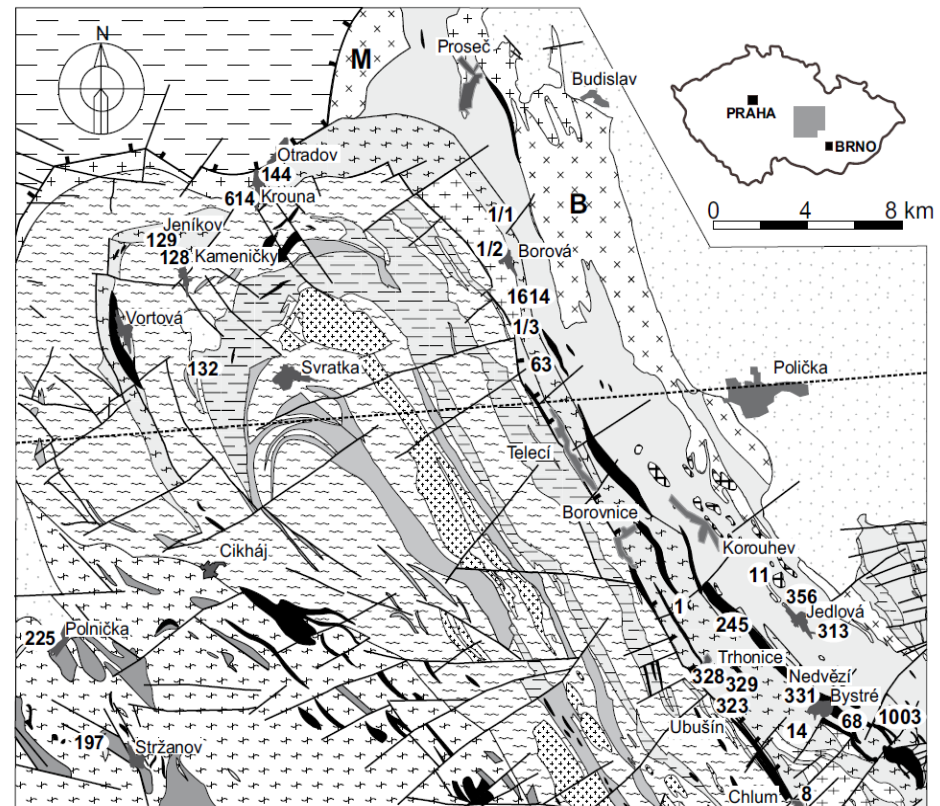 N
M
Proseč
Budislav
PRAHA
BRNO
Otradov
144
614 Krouna
B
0 4 8 km
1/1
Jeníkov
129
128 Kameničky
1/2 Borová
1614
Vortová
1/3
132
Svratka
63
Polička
Telecí
Borovnice
Korouhev
Cikháj
11
356
1
Jedlová
245
313
225 Polnička
Trhonice
328
329
Nedvězí
331 Bystré
323
Ubušín
14
68
1003
197
Stržanov
Chlum 8